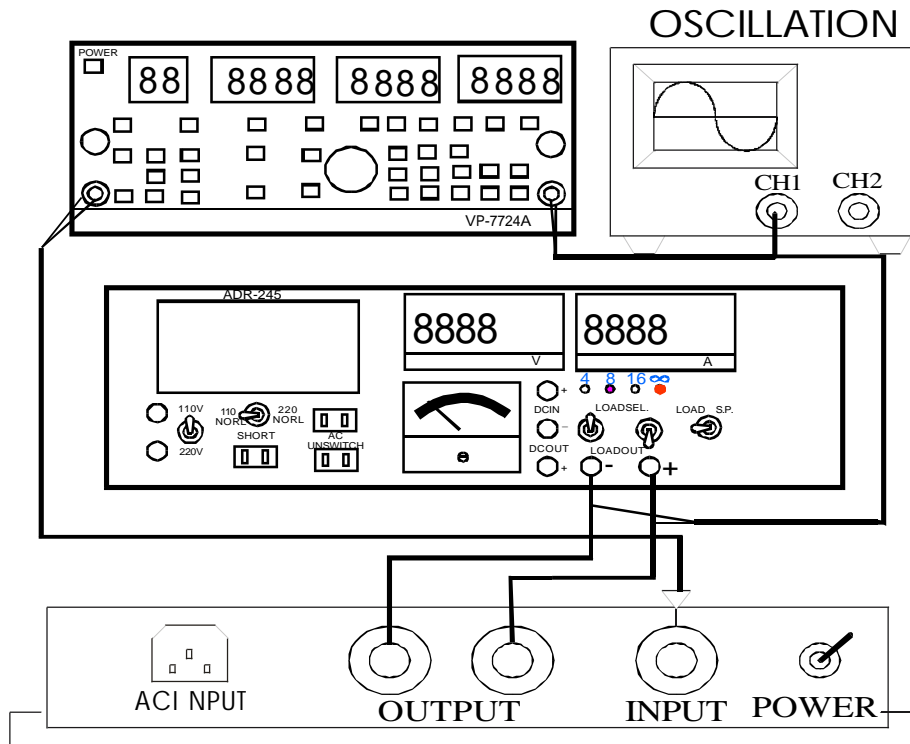 OSCILLATION
POWER
88 8888 8888 8888
CH1 CH2
VP-7724A
ADR-245
8888 8888
V A
4 8 16 ∞
+
110V 110 NORL 220 NORL
DCIN LOADSEL. LOAD S.P.
-
SHORT AC UNSWITCH
220V
DCOUT LOADOUT
+ - +
ACI NPUT OUTPUT INPUT POWER